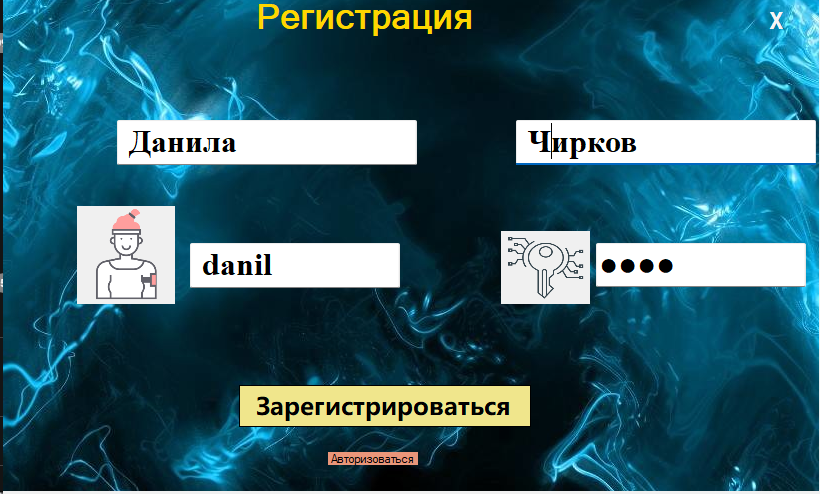 Регистрация
X
Данила
Чирков
danil
●●●●
Зарегистрироваться
Авторизоваться